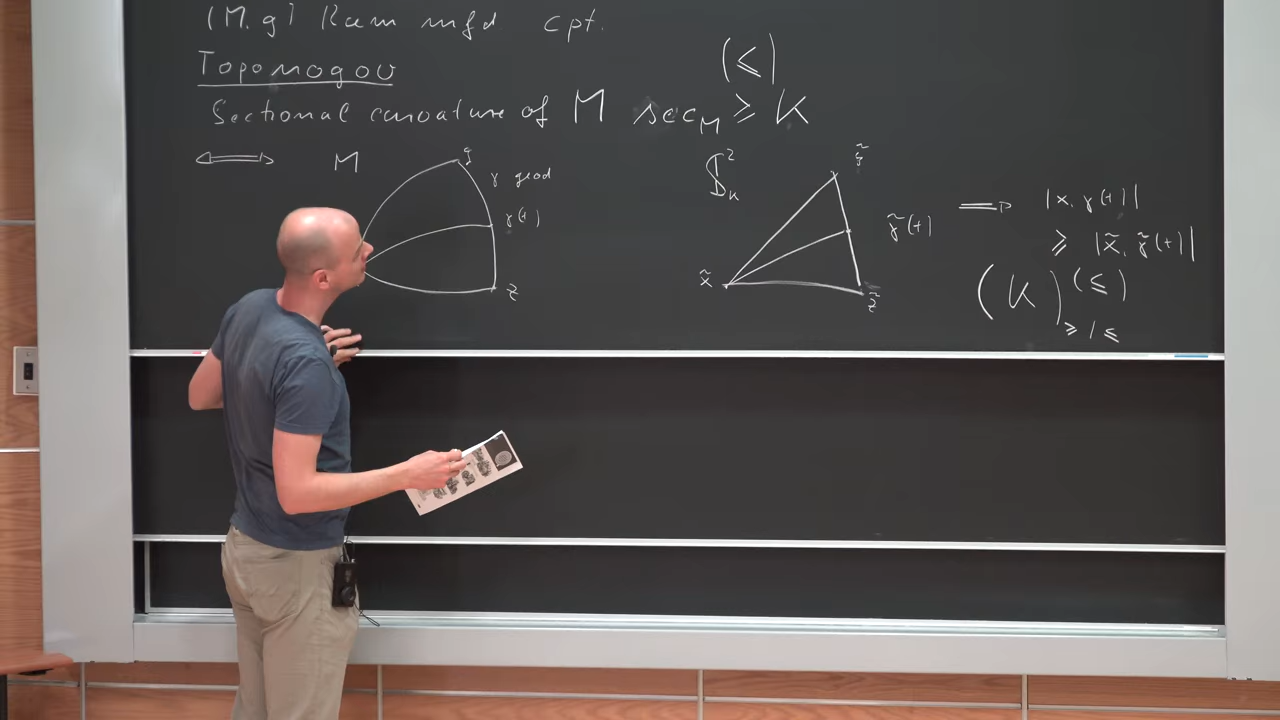 (M,g) Riem mfd cpt.
Toponogov
(≤)
Sectional curvature of M sec_M ≥ K
⟺ M
y
γ geod
γ(t)
z
S²_K
ỹ
x̃
γ̃(t)
z̃
⟹ |x, γ(t)|
≥ |x̃, γ̃(t)|
(K)_{≥/≤} (≤)